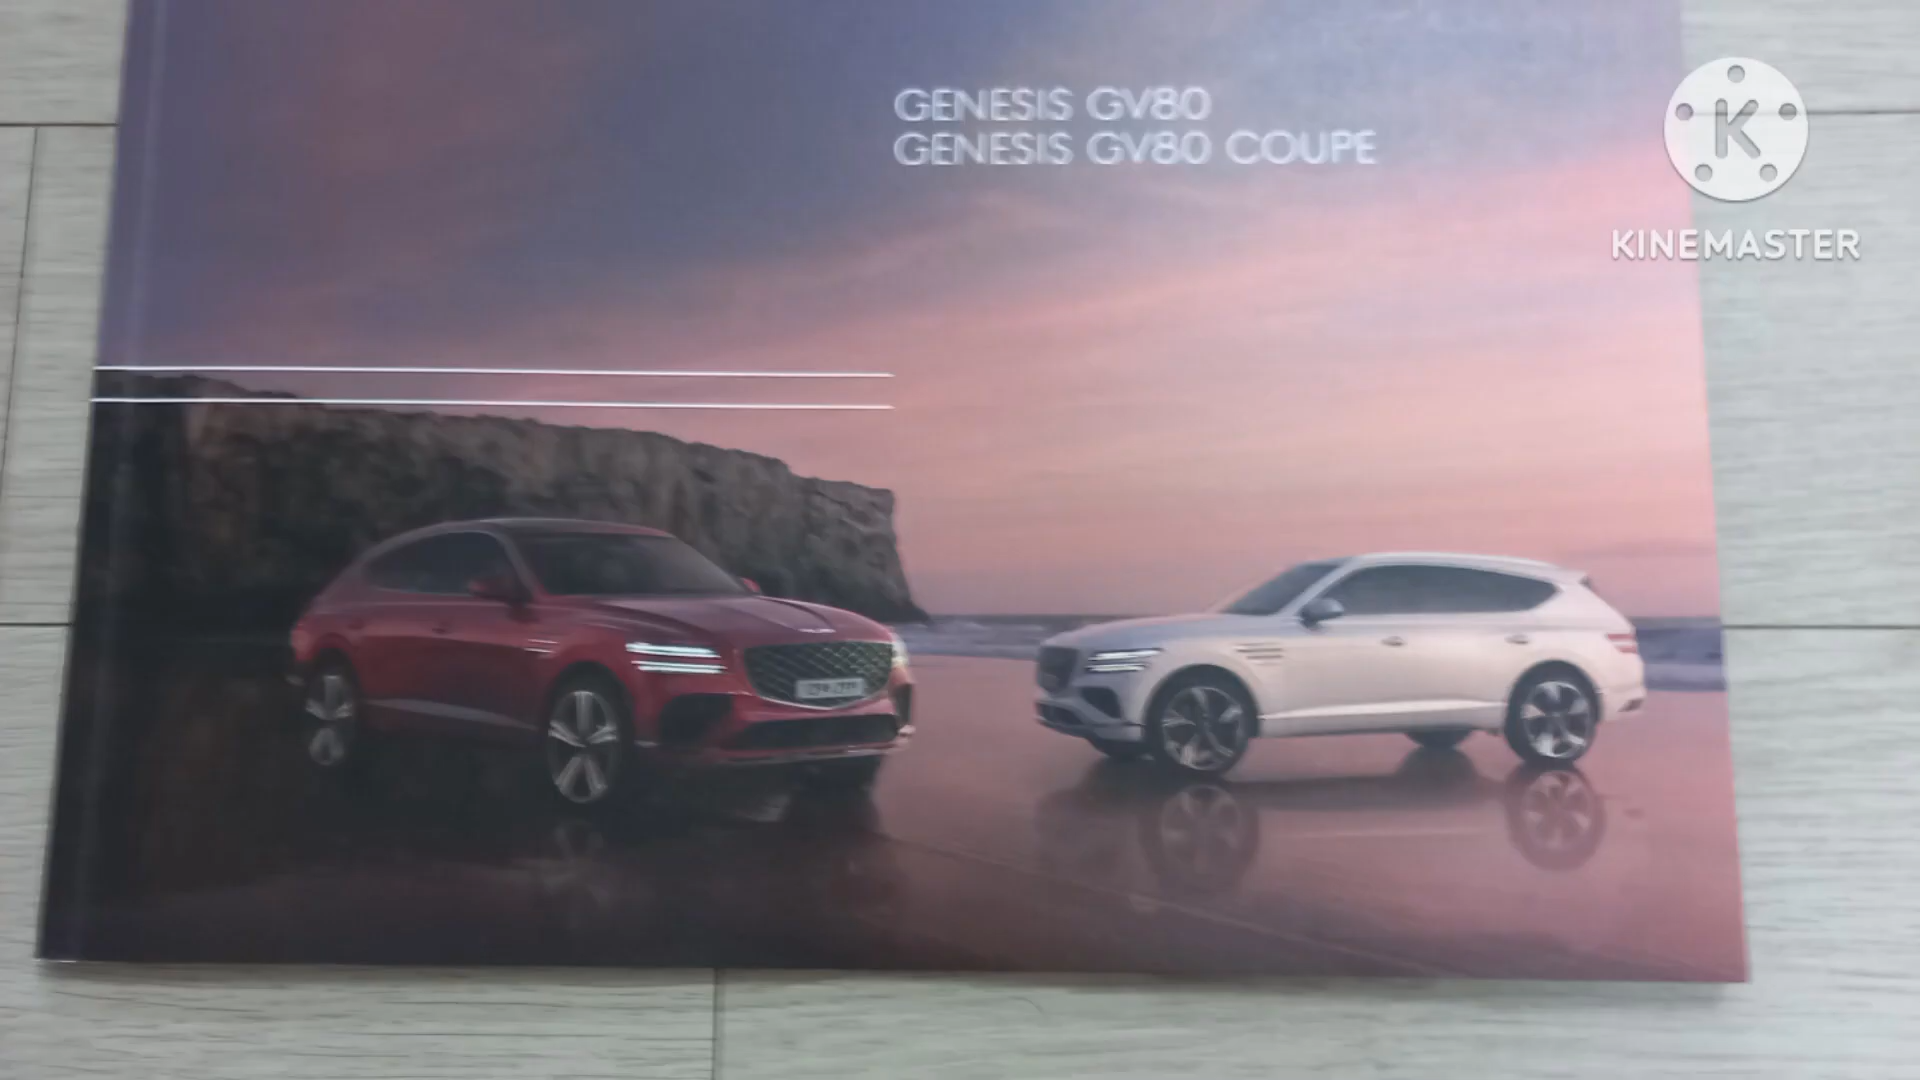 GENESIS GV80
GENESIS GV80 COUPE
K
KINEMASTER